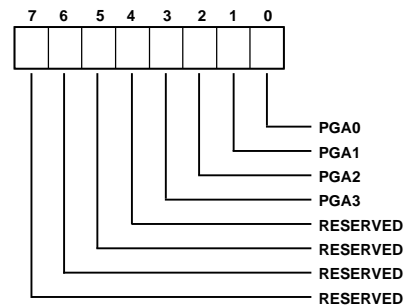 7 6 5 4 3 2 1 0
PGA0
PGA1
PGA2
PGA3
RESERVED
RESERVED
RESERVED
RESERVED